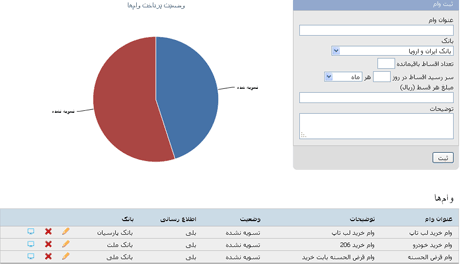 ثبت وام
عنوان وام
بانک
بانک ایران و اروپا
تعداد اقساط باقیمانده
سر رسید اقساط در روز هر ماه
مبلغ هر قسط (ریال)
توضیحات
ثبت
وضعیت پرداخت وام‌ها
تسویه شده
تسویه نشده
وام‌ها
عنوان وام توضیحات وضعیت اطلاع رسانی بانک
وام خرید لب تاپ وام خرید لب تاپ تسویه نشده بلی بانک پارسیان
وام خرید خودرو وام خرید 206 تسویه نشده بلی بانک ملت
وام قرض الحسنه وام قرض الحسنه بابت خرید تسویه نشده بلی بانک ملی